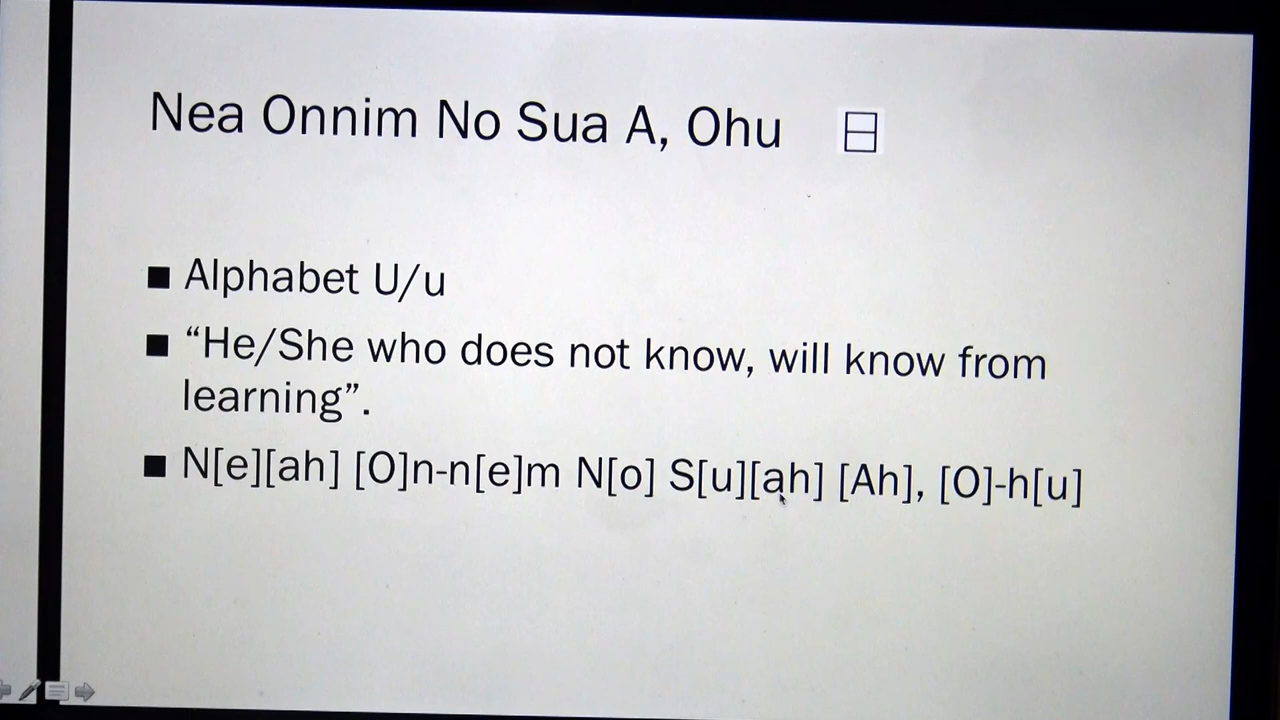 Nea Onnim No Sua A, Ohu
Alphabet U/u
“He/She who does not know, will know from
learning”.
N[e][ah] [O]n-n[e]m N[o] S[u][ah] [Ah], [O]-h[u]